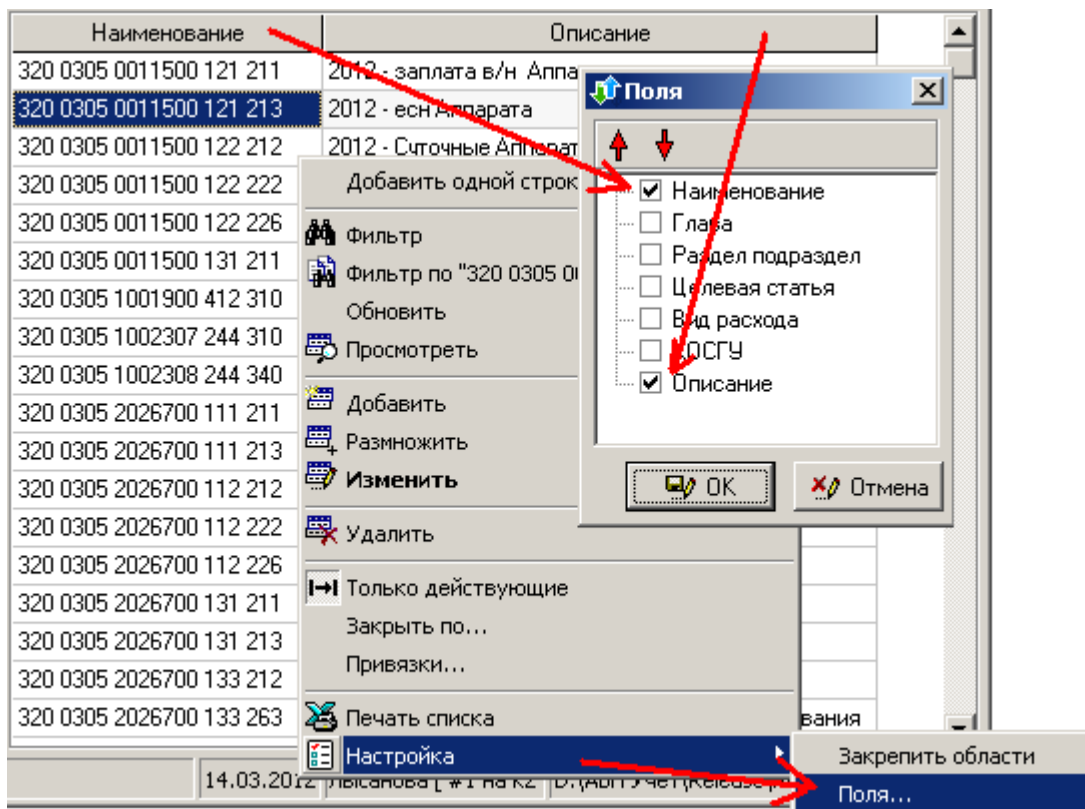 Наименование Описание
320 0305 0011500 121 211 2012 - заплата в/н Аппа
320 0305 0011500 121 213 2012 - есн Аппарата
320 0305 0011500 122 212 2012 - Суточные Аппарат
320 0305 0011500 122 222
320 0305 0011500 122 226
320 0305 0011500 131 211
320 0305 1001900 412 310
320 0305 1002307 244 310
320 0305 1002308 244 340
320 0305 2026700 111 211
320 0305 2026700 111 213
320 0305 2026700 112 212
320 0305 2026700 112 222
320 0305 2026700 112 226
320 0305 2026700 131 211
320 0305 2026700 131 213
320 0305 2026700 133 212
320 0305 2026700 133 263 вания
Добавить одной строк
Фильтр
Фильтр по "320 0305 00
Обновить
Просмотреть
Добавить
Размножить
Изменить
Удалить
Только действующие
Закрыть по...
Привязки...
Печать списка
Настройка
Закрепить области
Поля...
Поля
Наименование
Глава
Раздел подраздел
Целевая статья
Вид расхода
КОСГУ
Описание
OK Отмена
14.03.2012